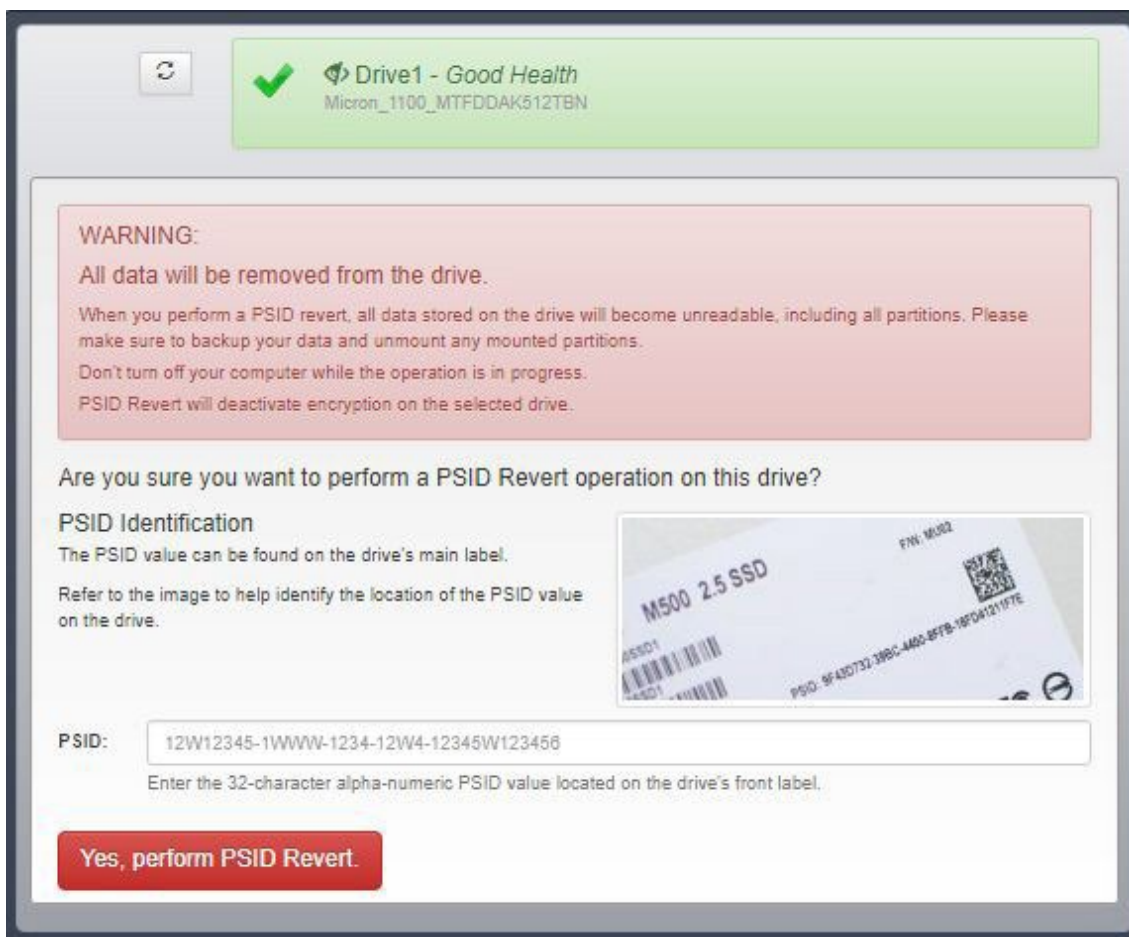 Drive1 - Good Health
Micron_1100_MTFDDAK512TBN
WARNING:
All data will be removed from the drive.
When you perform a PSID revert, all data stored on the drive will become unreadable, including all partitions. Please
make sure to backup your data and unmount any mounted partitions.
Don't turn off your computer while the operation is in progress.
PSID Revert will deactivate encryption on the selected drive.
Are you sure you want to perform a PSID Revert operation on this drive?
PSID Identification
The PSID value can be found on the drive's main label.
Refer to the image to help identify the location of the PSID value
on the drive.
F/W: MU02
M500 2.5 SSD
PSID:
PSID: 12W12345-1WWW-1234-12W4-12345W123456
Enter the 32-character alpha-numeric PSID value located on the drive's front label.
Yes, perform PSID Revert.